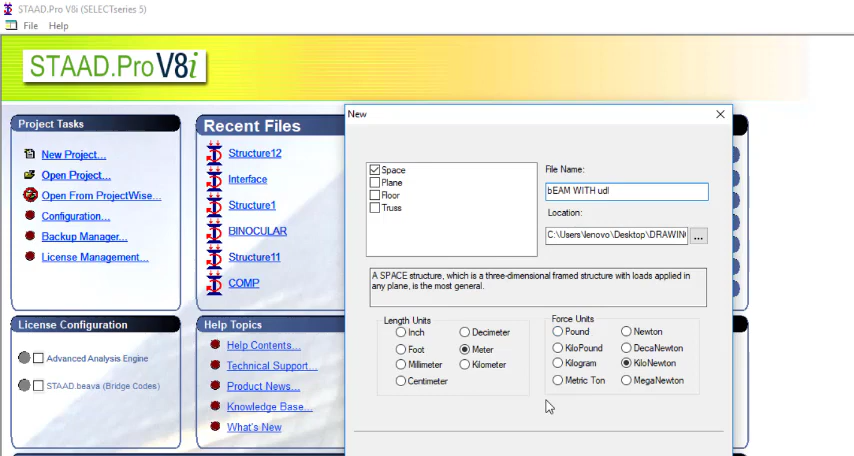 STAAD.Pro V8i (SELECTseries 5)
File Help
STAAD.Pro V8i
Project Tasks
New Project...
Open Project...
Open From ProjectWise...
Configuration...
Backup Manager...
License Management...
Recent Files
Structure12
Interface
Structure1
BINOCULAR
Structure11
COMP
License Configuration
Advanced Analysis Engine
STAAD.beava (Bridge Codes)
Help Topics
Help Contents...
Technical Support...
Product News...
Knowledge Base...
What's New
New
Space
Plane
Floor
Truss
File Name:
bEAM WITH udl
Location:
C:\Users\lenovo\Desktop\DRAWIN
...
A SPACE structure, which is a three-dimensional framed structure with loads applied in
any plane, is the most general.
Length Units
Inch
Foot
Millimeter
Centimeter
Decimeter
Meter
Kilometer
Force Units
Pound
KiloPound
Kilogram
Metric Ton
Newton
DecaNewton
KiloNewton
MegaNewton